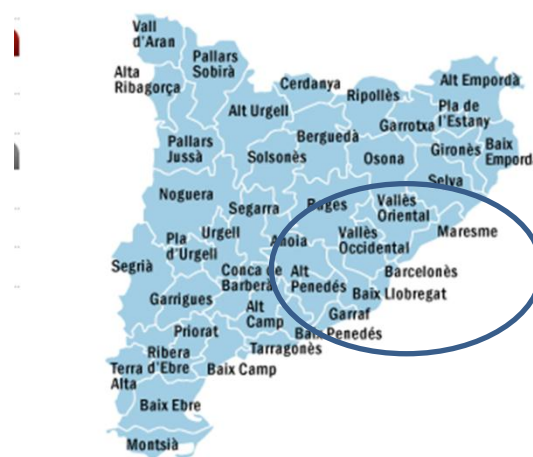 Vall
d'Aran
Pallars
Sobirà
Alta
Ribagorça
Cerdanya
Ripollès
Alt Empordà
Alt Urgell
Garrotxa
Pla de
l'Estany
Berguedà
Pallars
Jussà
Solsonès
Osona
Gironès
Baix
Empord
Selva
Noguera
Segarra
Bages
Vallès
Oriental
Maresme
Urgell
Pla
d'Urgell
Anoia
Vallès
Occidental
Segrià
Conca de
Barberà
Alt
Penedés
Barcelonès
Baix Llobregat
Garrigues
Alt
Camp
Garraf
Priorat
Baix Penedés
Tarragonès
Ribera
d'Ebre
Terra
Alta
Baix Camp
Baix Ebre
Montsià